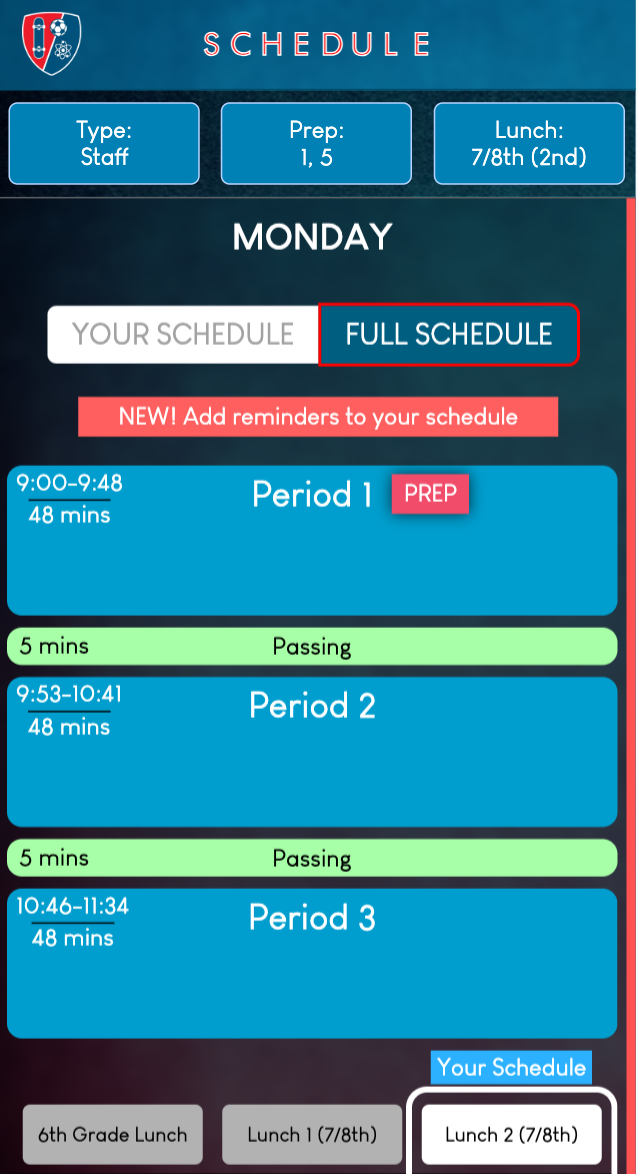 SCHEDULE
Type:
Staff
Prep:
1, 5
Lunch:
7/8th (2nd)
MONDAY
YOUR SCHEDULE
FULL SCHEDULE
NEW! Add reminders to your schedule
9:00-9:48
48 mins
Period 1
PREP
5 mins
Passing
9:53-10:41
48 mins
Period 2
5 mins
Passing
10:46-11:34
48 mins
Period 3
Your Schedule
6th Grade Lunch
Lunch 1 (7/8th)
Lunch 2 (7/8th)